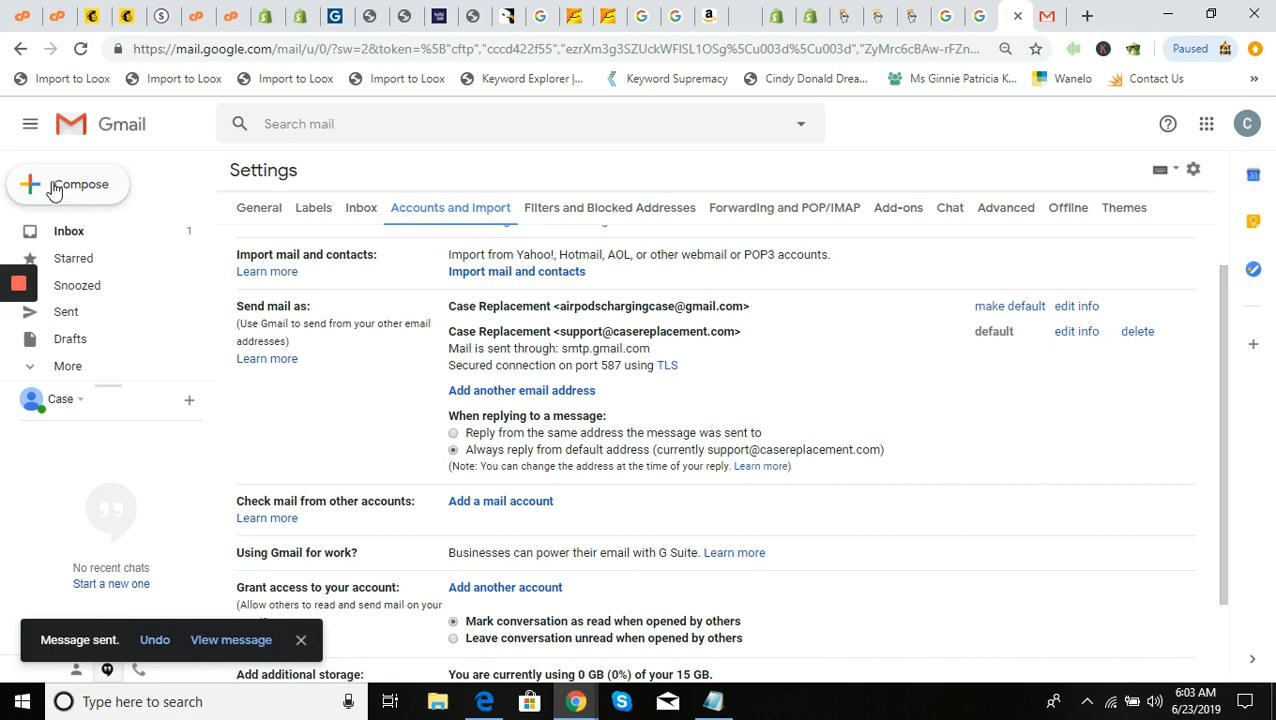 https://mail.google.com/mail/u/0/?sw=2&token=%5B"cftp","cccd422f55","ezrXm3g3SZUckWFlSL1OSg%5Cu003d%5Cu003d","ZyMrc6cBAw-rFZn...
Paused
Import to Loox
Import to Loox
Import to Loox
Import to Loox
Keyword Explorer |...
Keyword Supremacy
Cindy Donald Drea...
Ms Ginnie Patricia K...
Wanelo
Contact Us
»
Gmail
Search mail
C
Compose
Settings
General
Labels
Inbox
Accounts and Import
Filters and Blocked Addresses
Forwarding and POP/IMAP
Add-ons
Chat
Advanced
Offline
Themes
Inbox 1
Starred
Snoozed
Sent
Drafts
More
Case
No recent chats
Start a new one
Import mail and contacts:
Learn more
Import from Yahoo!, Hotmail, AOL, or other webmail or POP3 accounts.
Import mail and contacts
Send mail as:
(Use Gmail to send from your other email
addresses)
Learn more
Case Replacement <airpodschargingcase@gmail.com>
make default
edit info
Case Replacement <support@casereplacement.com>
default
edit info
delete
Mail is sent through: smtp.gmail.com
Secured connection on port 587 using TLS
Add another email address
When replying to a message:
Reply from the same address the message was sent to
Always reply from default address (currently support@casereplacement.com)
(Note: You can change the address at the time of your reply. Learn more)
Check mail from other accounts:
Learn more
Add a mail account
Using Gmail for work?
Businesses can power their email with G Suite. Learn more
Grant access to your account:
(Allow others to read and send mail on your
Add another account
Mark conversation as read when opened by others
Leave conversation unread when opened by others
Add additional storage:
You are currently using 0 GB (0%) of your 15 GB.
Message sent.
Undo
View message
Type here to search
6:03 AM
6/23/2019